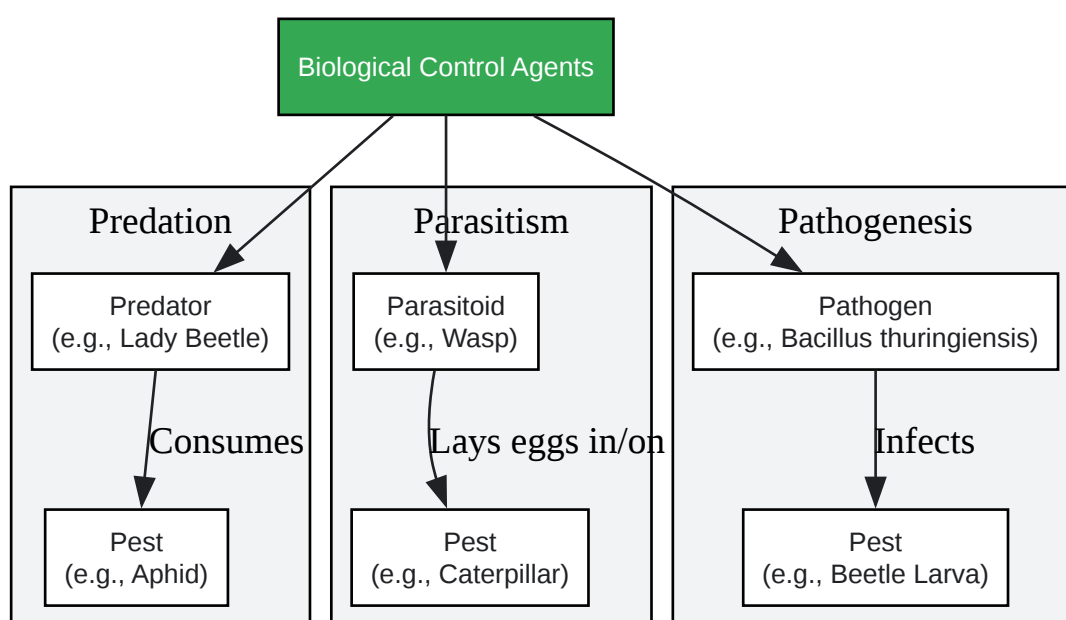 Biological Control Agents
Predation
Parasitism
Pathogenesis
Predator
(e.g., Lady Beetle)
Parasitoid
(e.g., Wasp)
Pathogen
(e.g., Bacillus thuringiensis)
Consumes
Lays eggs in/on
Infects
Pest
(e.g., Aphid)
Pest
(e.g., Caterpillar)
Pest
(e.g., Beetle Larva)